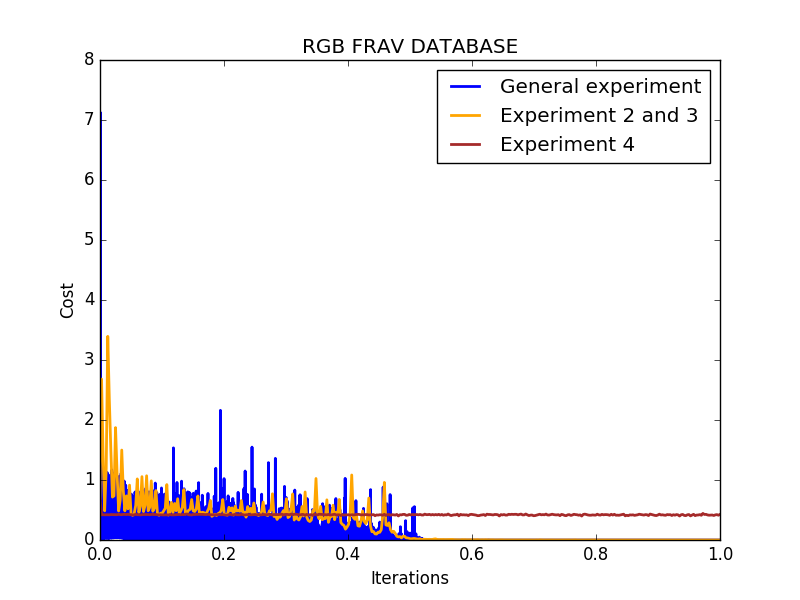 RGB FRAV DATABASE
General experiment
Experiment 2 and 3
Experiment 4
8
7
6
5
4
3
2
1
0
Cost
0.0 0.2 0.4 0.6 0.8 1.0
Iterations